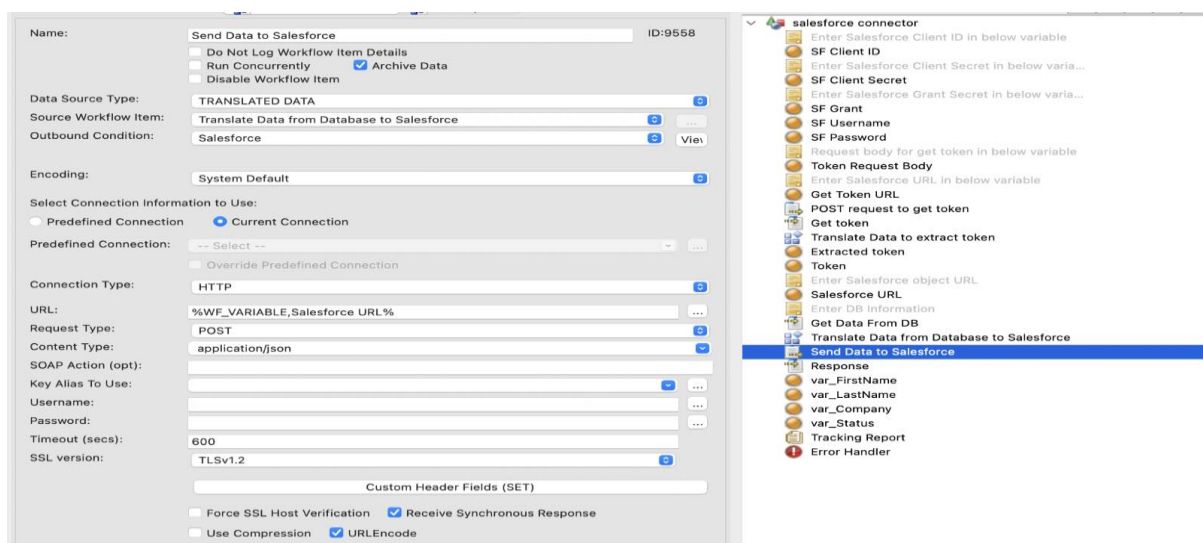 Name:
Send Data to Salesforce
ID:9558
Do Not Log Workflow Item Details
Run Concurrently
Archive Data
Disable Workflow Item
Data Source Type:
TRANSLATED DATA
Source Workflow Item:
Translate Data from Database to Salesforce
...
Outbound Condition:
Salesforce
Encoding:
System Default
Select Connection Information to Use:
Predefined Connection
Current Connection
Predefined Connection:
-- Select --
...
Override Predefined Connection
Connection Type:
HTTP
URL:
%WF_VARIABLE,Salesforce URL%
...
Request Type:
POST
Content Type:
application/json
SOAP Action (opt):
Key Alias To Use:
...
Username:
...
Password:
...
Timeout (secs):
600
SSL version:
TLSv1.2
Custom Header Fields (SET)
Force SSL Host Verification
Receive Synchronous Response
Use Compression
URLEncode
salesforce connector
Enter Salesforce Client ID in below variable
SF Client ID
Enter Salesforce Client Secret in below varia...
SF Client Secret
Enter Salesforce Grant Secret in below varia...
SF Grant
SF Username
SF Password
Request body for get token in below variable
Token Request Body
Enter Salesforce URL in below variable
Get Token URL
POST request to get token
Get token
Translate Data to extract token
Extracted token
Token
Enter Salesforce object URL
Salesforce URL
Enter DB Information
Get Data From DB
Translate Data from Database to Salesforce
Send Data to Salesforce
Response
var_FirstName
var_LastName
var_Company
var_Status
Tracking Report
Error Handler